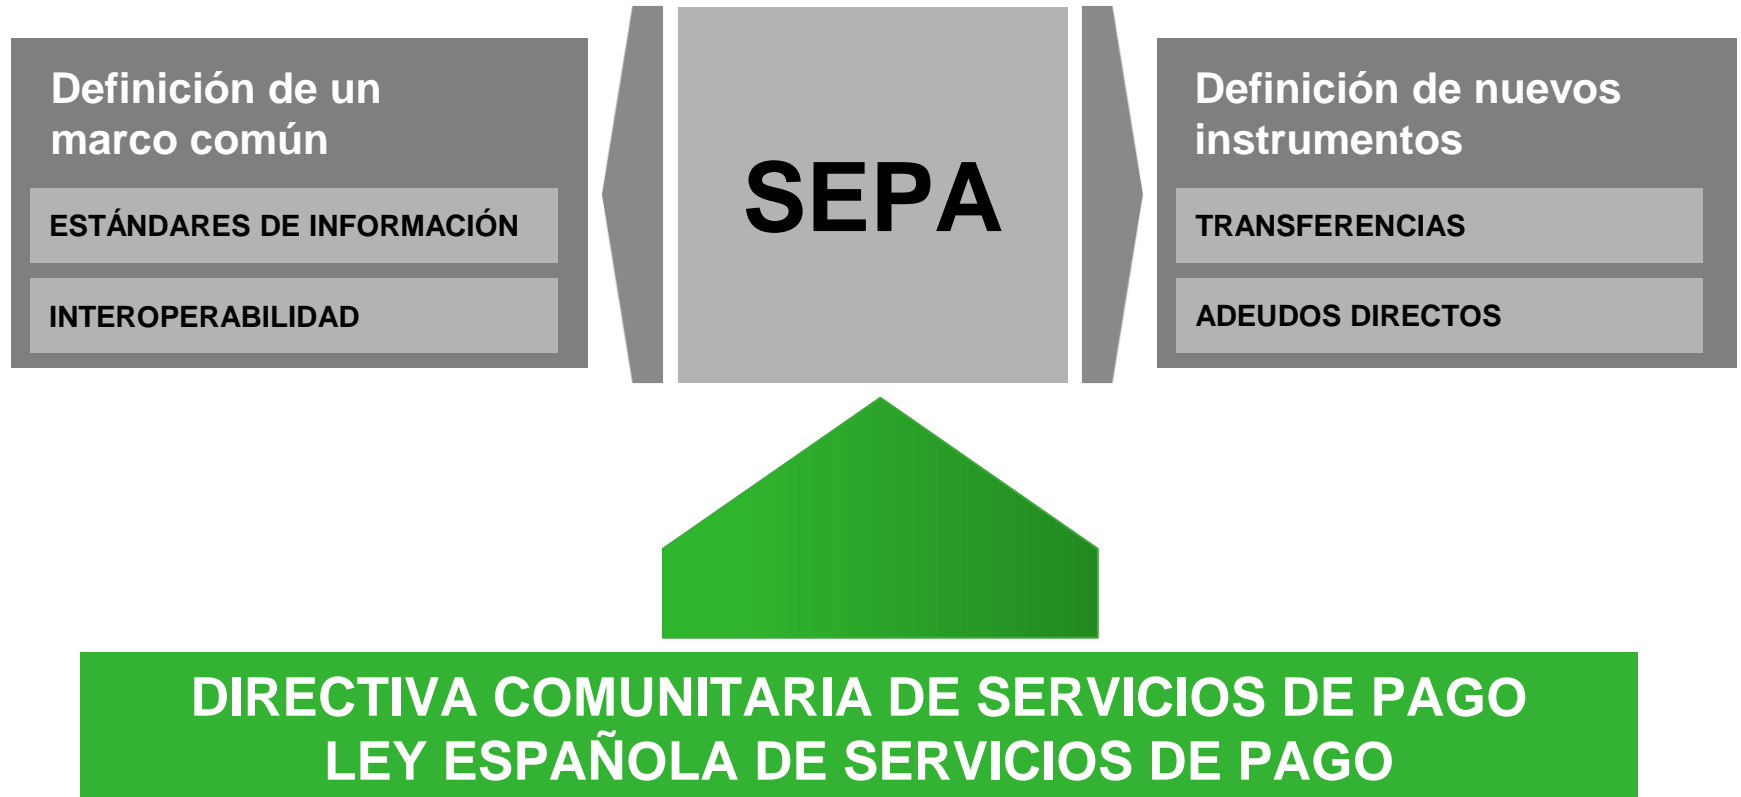 Definición de un
marco común
ESTÁNDARES DE INFORMACIÓN
INTEROPERABILIDAD
SEPA
Definición de nuevos
instrumentos
TRANSFERENCIAS
ADEUDOS DIRECTOS
DIRECTIVA COMUNITARIA DE SERVICIOS DE PAGO
LEY ESPAÑOLA DE SERVICIOS DE PAGO